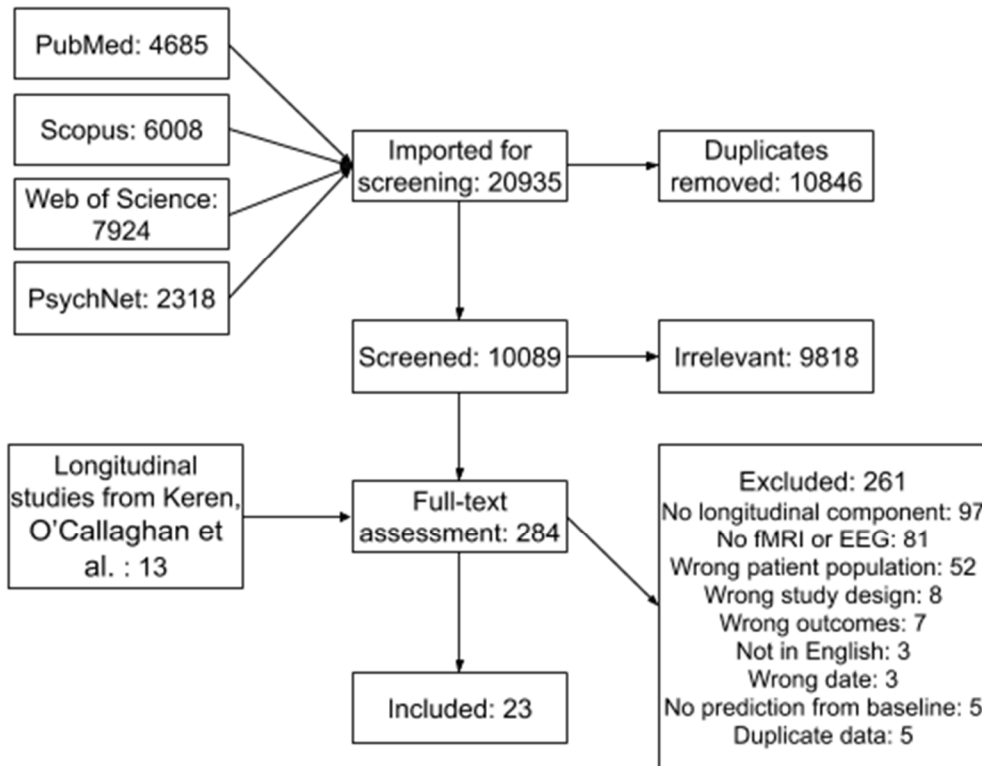 PubMed: 4685
Scopus: 6008
Web of Science:
7924
PsychNet: 2318
Imported for
screening: 20935
Duplicates
removed: 10846
Screened: 10089
Irrelevant: 9818
Longitudinal
studies from Keren,
O'Callaghan et
al. : 13
Full-text
assessment: 284
Excluded: 261
No longitudinal component: 97
No fMRI or EEG: 81
Wrong patient population: 52
Wrong study design: 8
Wrong outcomes: 7
Not in English: 3
Wrong date: 3
No prediction from baseline: 5
Duplicate data: 5
Included: 23